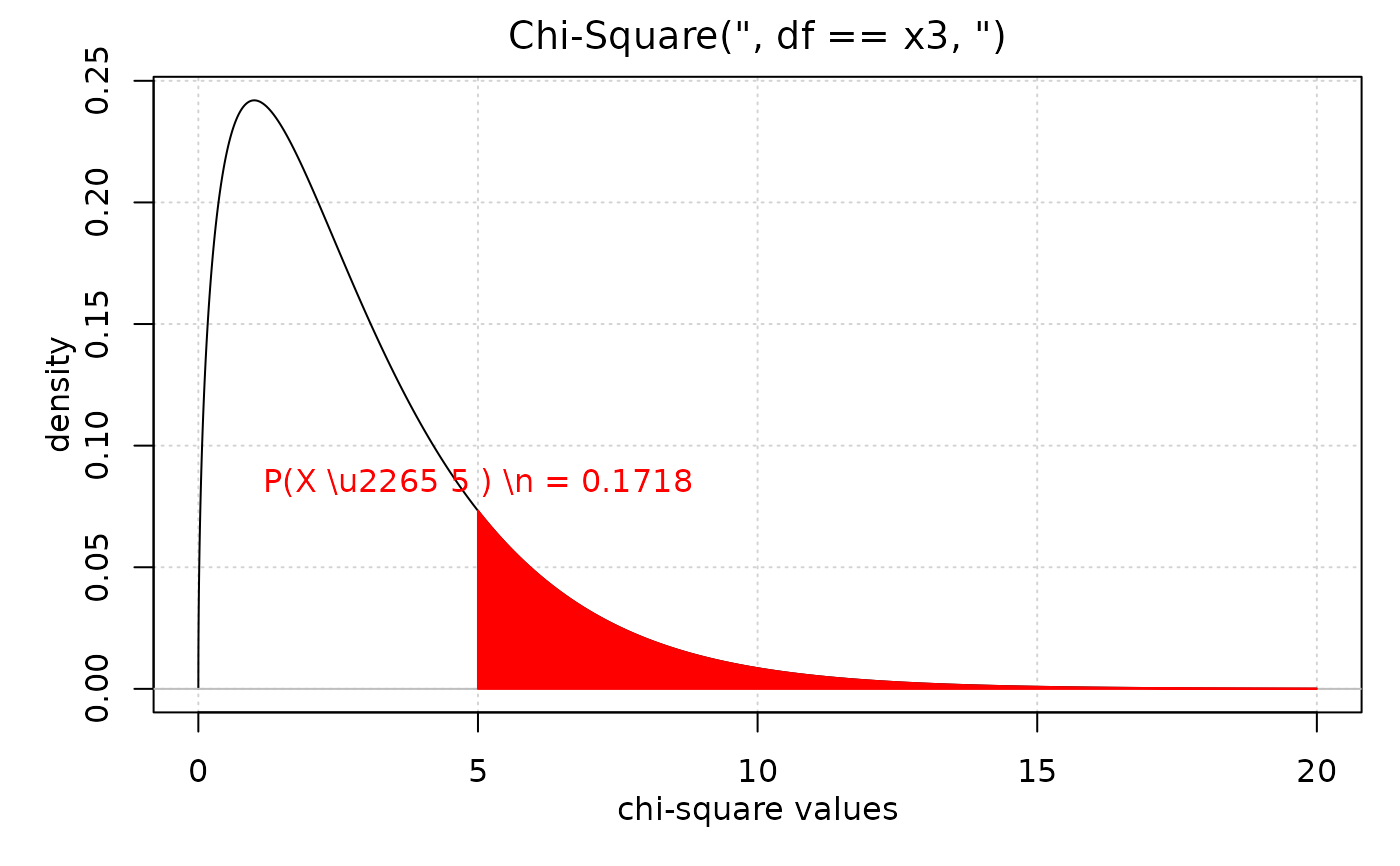 Chi-Square(", df == x3, ")
density
0.25
0.20
0.15
0.10
0.05
0.00
P(X \u2265 5 ) \n = 0.1718
0 5 10 15 20
chi-square values